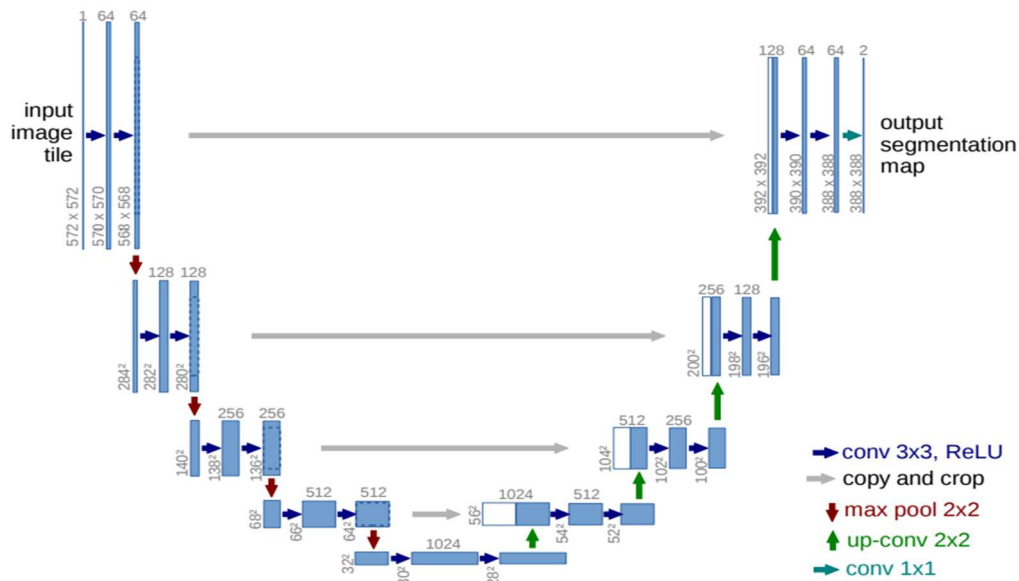 1 64 64
input
image
tile
572 x 572
570 x 570
568 x 568
128 128
284²
282²
280²
256 256
140²
138²
136²
512 512
68²
66²
64²
1024
32²
30²
28²
1024 512
56²
54²
52²
512 256
104²
102²
100²
256 128
200²
198²
196²
128 64 64 2
392 x 392
390 x 390
388 x 388
388 x 388
output
segmentation
map
conv 3x3, ReLU
copy and crop
max pool 2x2
up-conv 2x2
conv 1x1